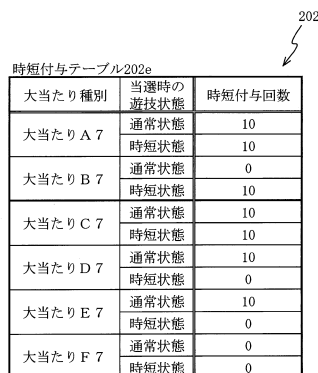 202
時短付与テーブル202e
大当たり種別 当選時の遊技状態 時短付与回数
大当たりA7 通常状態 10
時短状態 10
大当たりB7 通常状態 0
時短状態 10
大当たりC7 通常状態 10
時短状態 10
大当たりD7 通常状態 10
時短状態 0
大当たりE7 通常状態 10
時短状態 0
大当たりF7 通常状態 0
時短状態 0